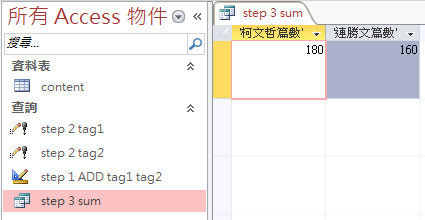 所有 Access 物件
搜尋...
資料表
content
查詢
step 2 tag1
step 2 tag2
step 1 ADD tag1 tag2
step 3 sum
step 3 sum
'柯文哲篇數' '連勝文篇數'
180 160